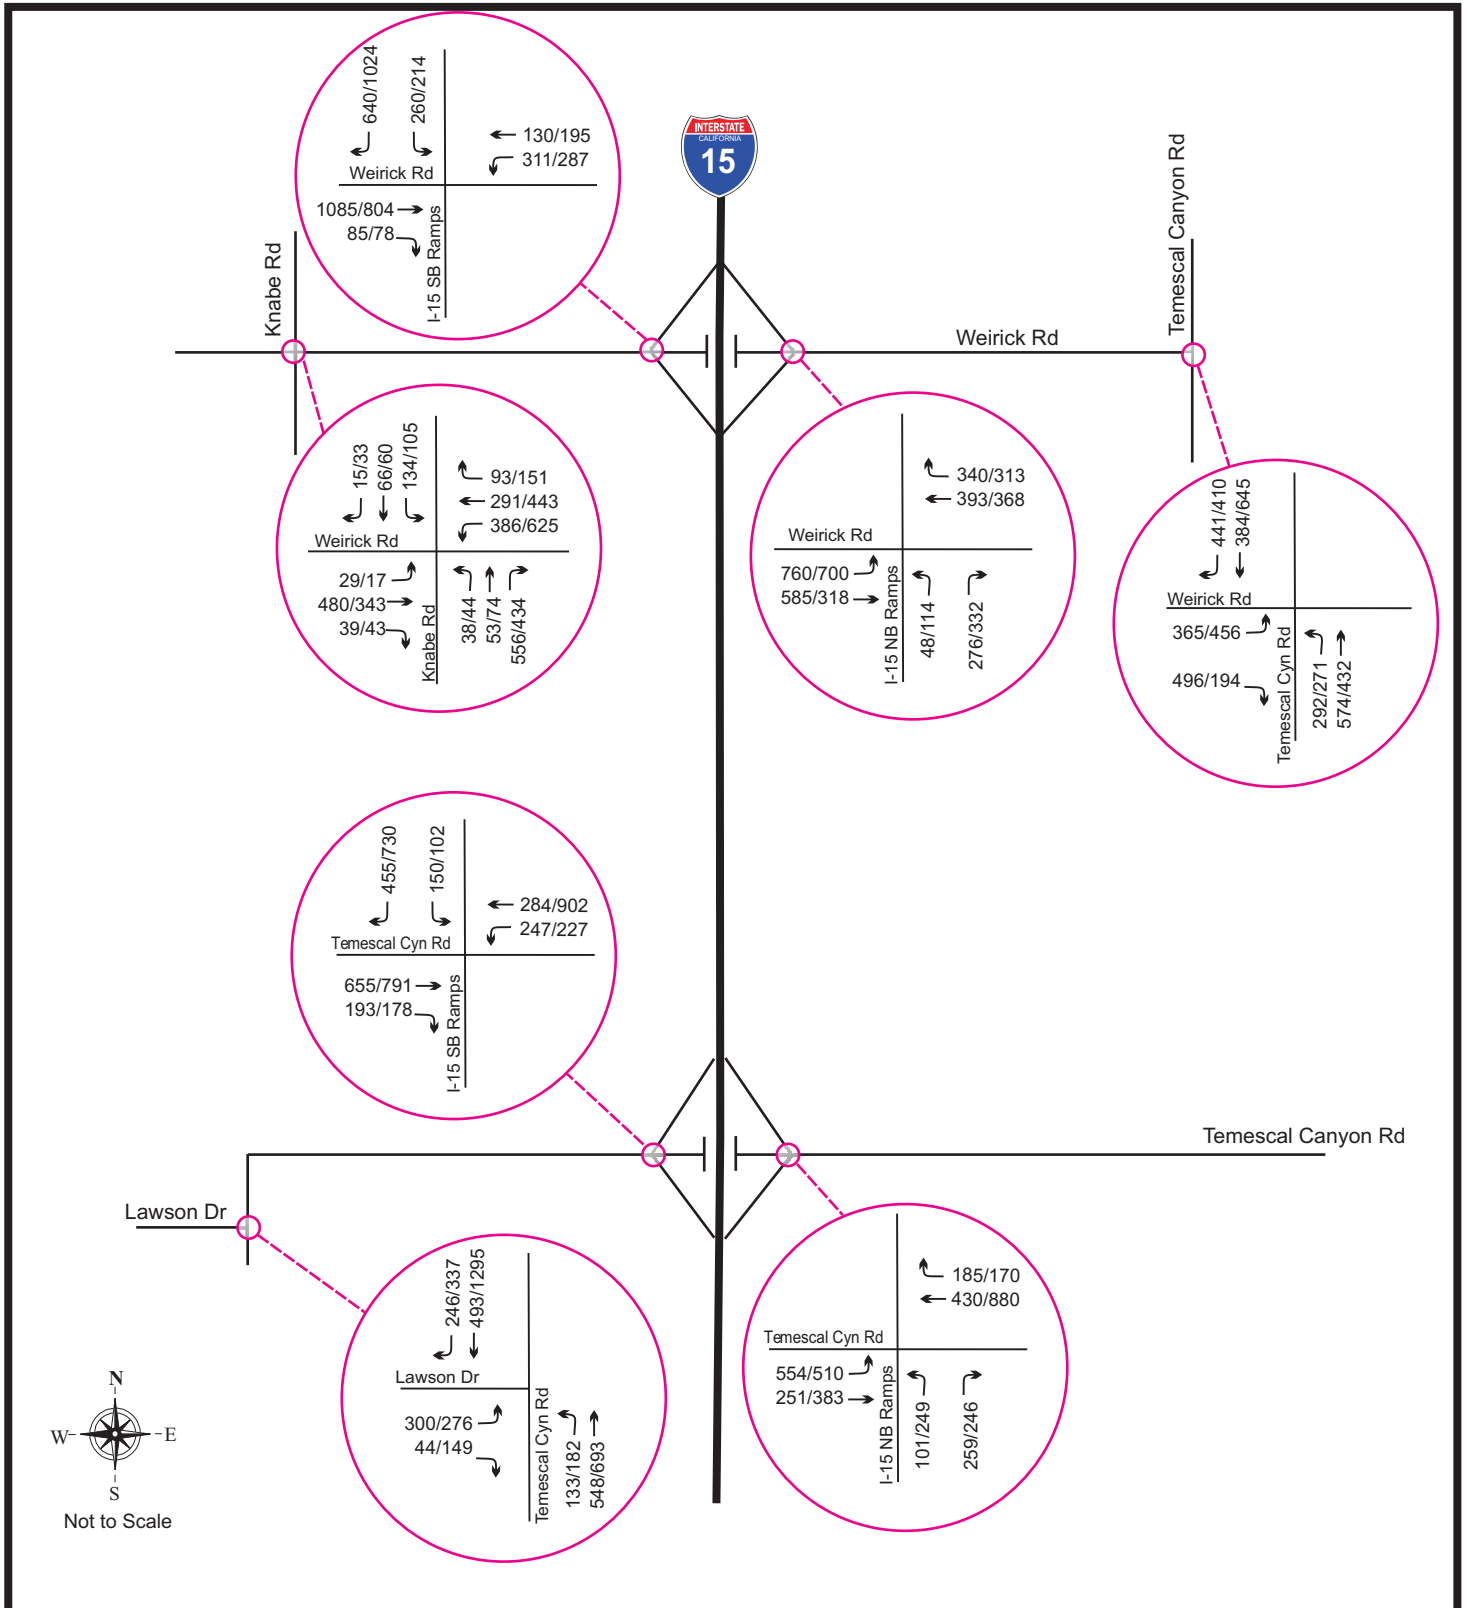 640/1024
260/214
130/195
311/287
Weirick Rd
1085/804
85/78
I-15 SB Ramps
INTERSTATE
CALIFORNIA
15
Knabe Rd
Temescal Canyon Rd
Weirick Rd
15/33
66/60
134/105
93/151
291/443
386/625
Weirick Rd
29/17
480/343
39/43
Knabe Rd
38/44
53/74
556/434
340/313
393/368
Weirick Rd
760/700
585/318
I-15 NB Ramps
48/114
276/332
441/410
384/645
Weirick Rd
365/456
496/194
Temescal Cyn Rd
292/271
574/432
455/730
150/102
284/902
247/227
Temescal Cyn Rd
655/791
193/178
I-15 SB Ramps
Temescal Canyon Rd
Lawson Dr
246/337
493/1295
Lawson Dr
300/276
44/149
Temescal Cyn Rd
133/182
548/693
185/170
430/880
Temescal Cyn Rd
554/510
251/383
I-15 NB Ramps
101/249
259/246
N
W
E
S
Not to Scale